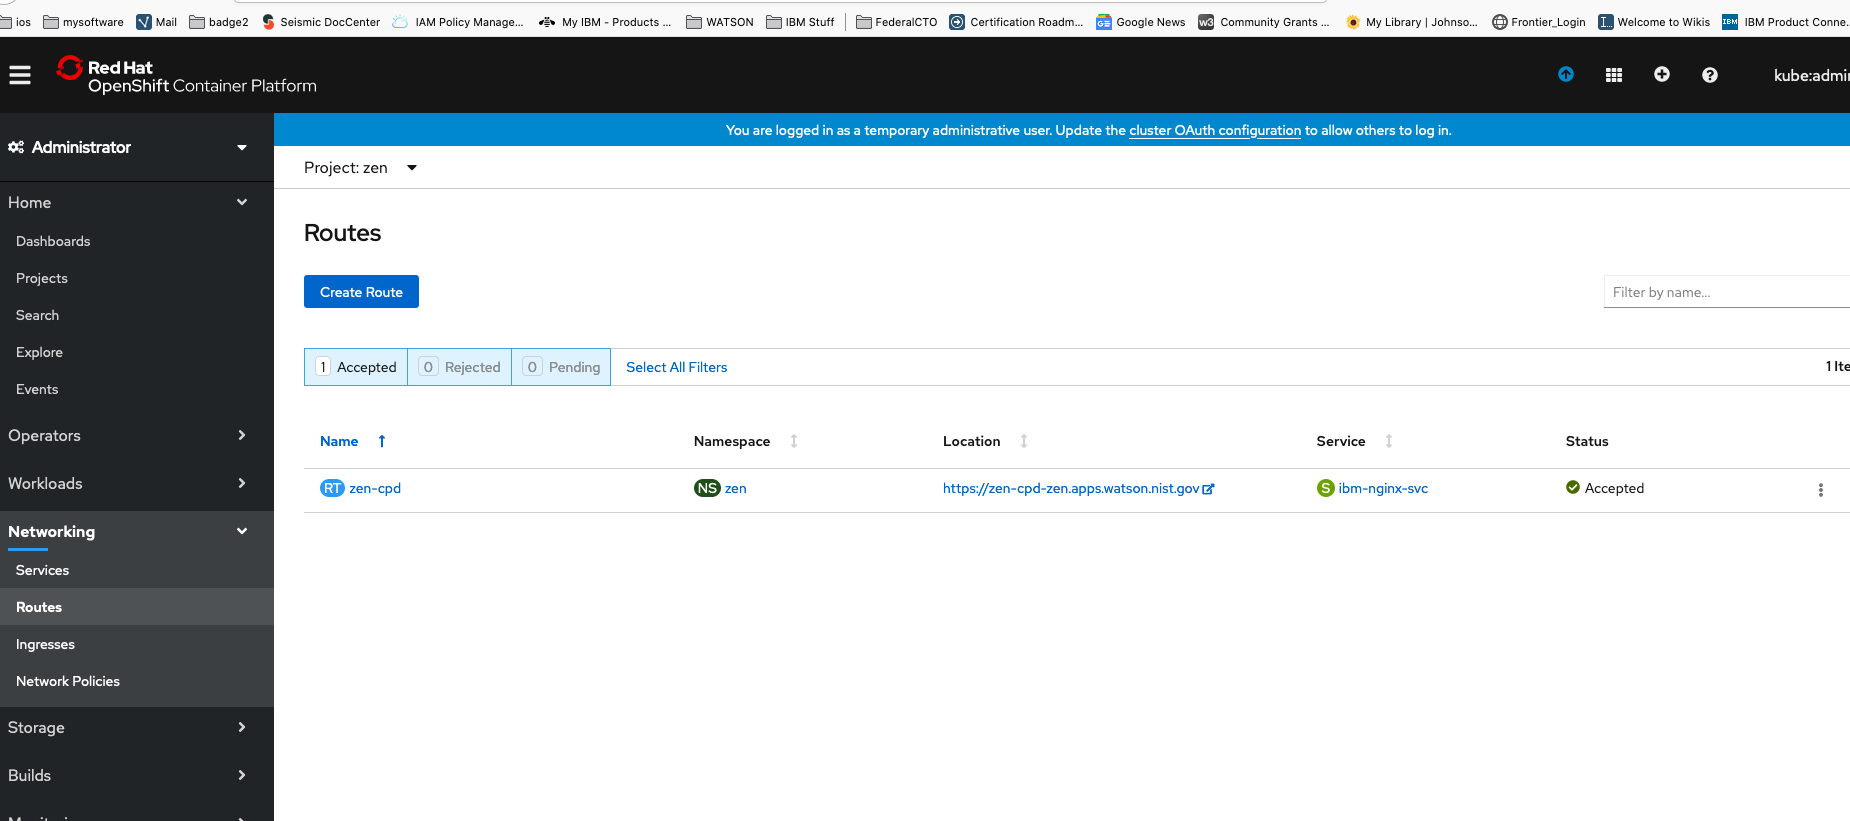 ios mysoftware Mail badge2 Seismic DocCenter IAM Policy Manage... My IBM - Products ... WATSON IBM Stuff FederalCTO Certification Roadm... Google News w3 Community Grants ... My Library | Johnso... Frontier_Login Welcome to Wikis IBM IBM Product Conne...
Red Hat
OpenShift Container Platform
kube:admi
Administrator
You are logged in as a temporary administrative user. Update the cluster OAuth configuration to allow others to log in.
Project: zen
Home
Dashboards
Projects
Search
Explore
Events
Operators
Workloads
Networking
Services
Routes
Ingresses
Network Policies
Storage
Builds
Routes
Create Route
Filter by name...
1 Accepted 0 Rejected 0 Pending Select All Filters
1 Ite
Name Namespace Location Service Status
RT zen-cpd NS zen https://zen-cpd-zen.apps.watson.nist.gov S ibm-nginx-svc Accepted